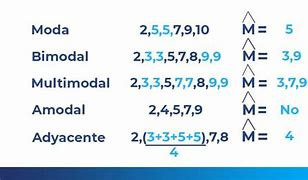 Moda 2,5,5,7,9,10 M̂ = 5
Bimodal 2,3,3,5,7,8,9,9 M̂ = 3,9
Multimodal 2,3,3,5,7,7,8,9,9 M̂ = 3,7,9
Amodal 2,4,5,7,9 M̂ = No
Adyacente 2,(3+3+5+5),7,8 M̂ = 4
4